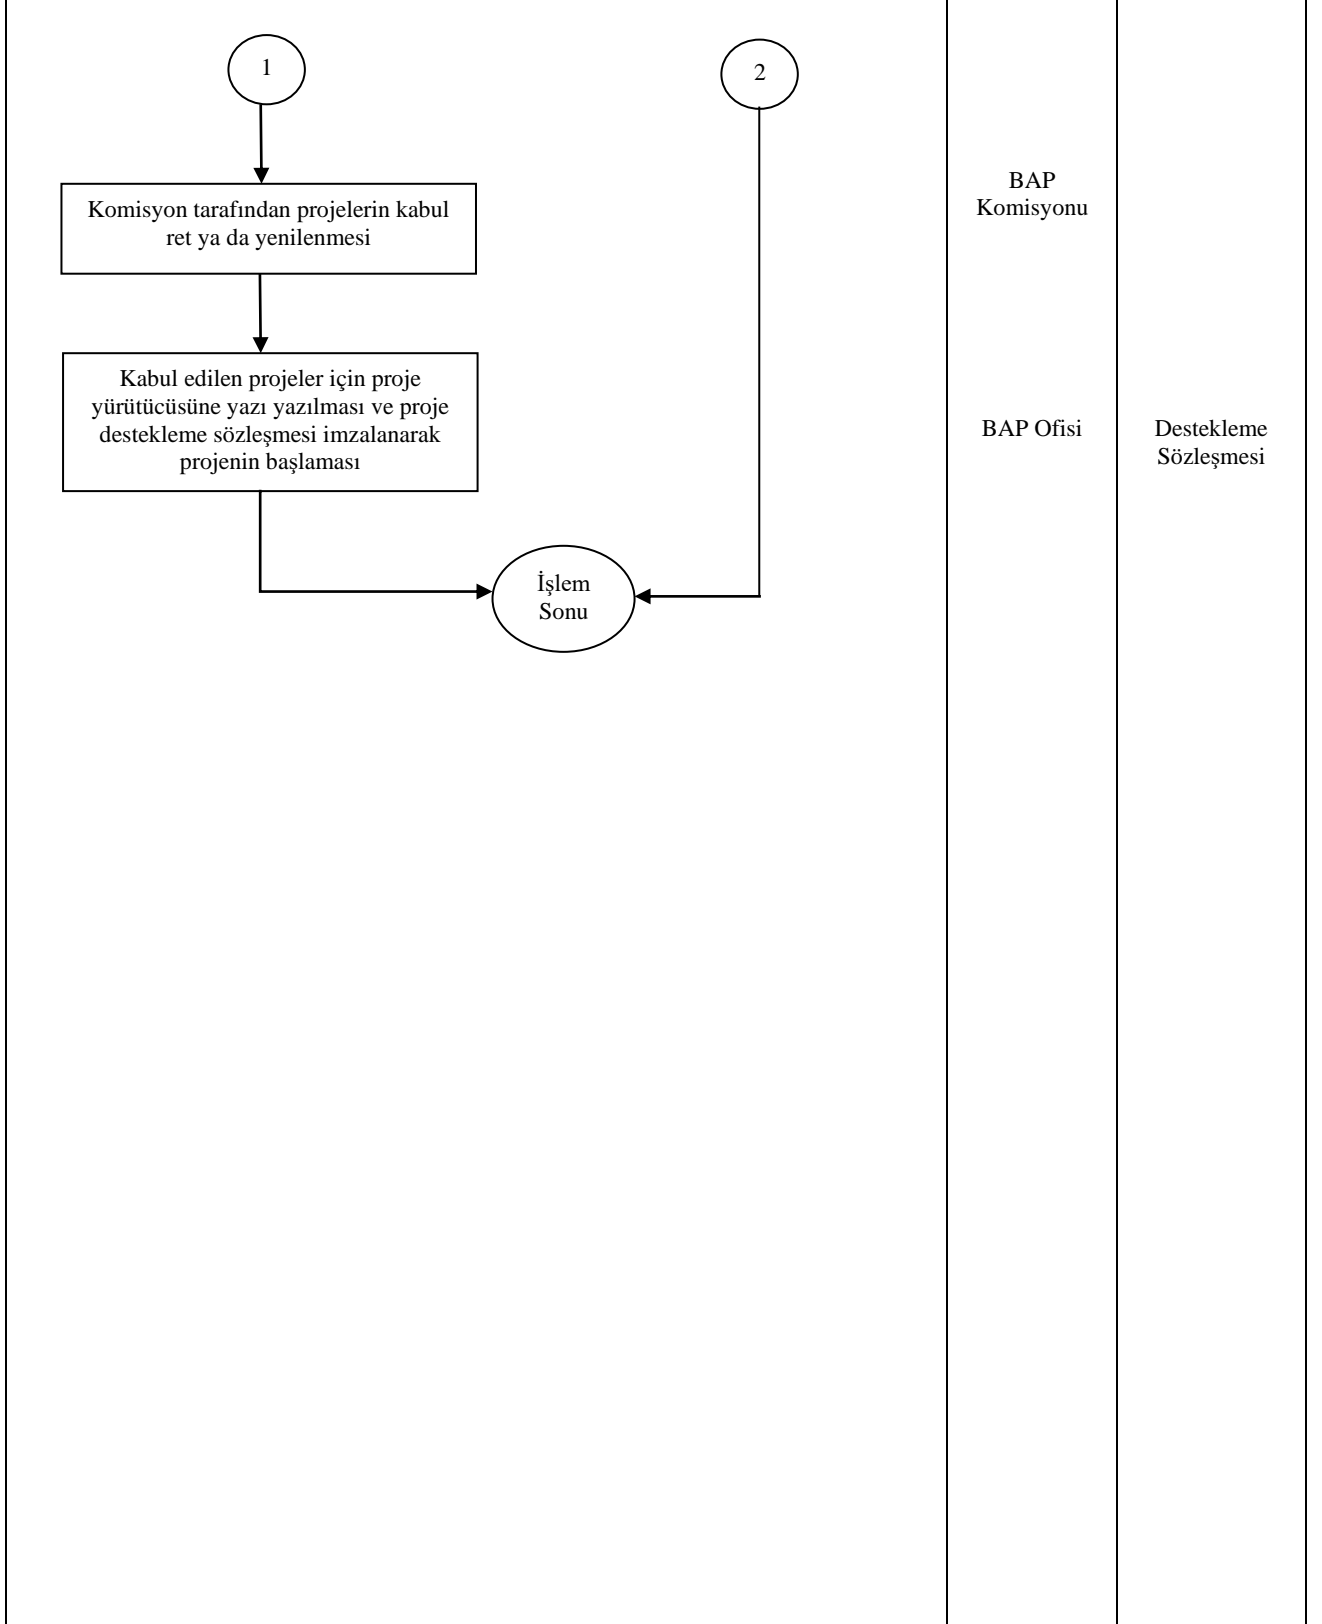 1
2
Komisyon tarafından projelerin kabul
ret ya da yenilenmesi
BAP
Komisyonu
Kabul edilen projeler için proje
yürütücüsüne yazı yazılması ve proje
destekleme sözleşmesi imzalanarak
projenin başlaması
BAP Ofisi
Destekleme
Sözleşmesi
İşlem
Sonu